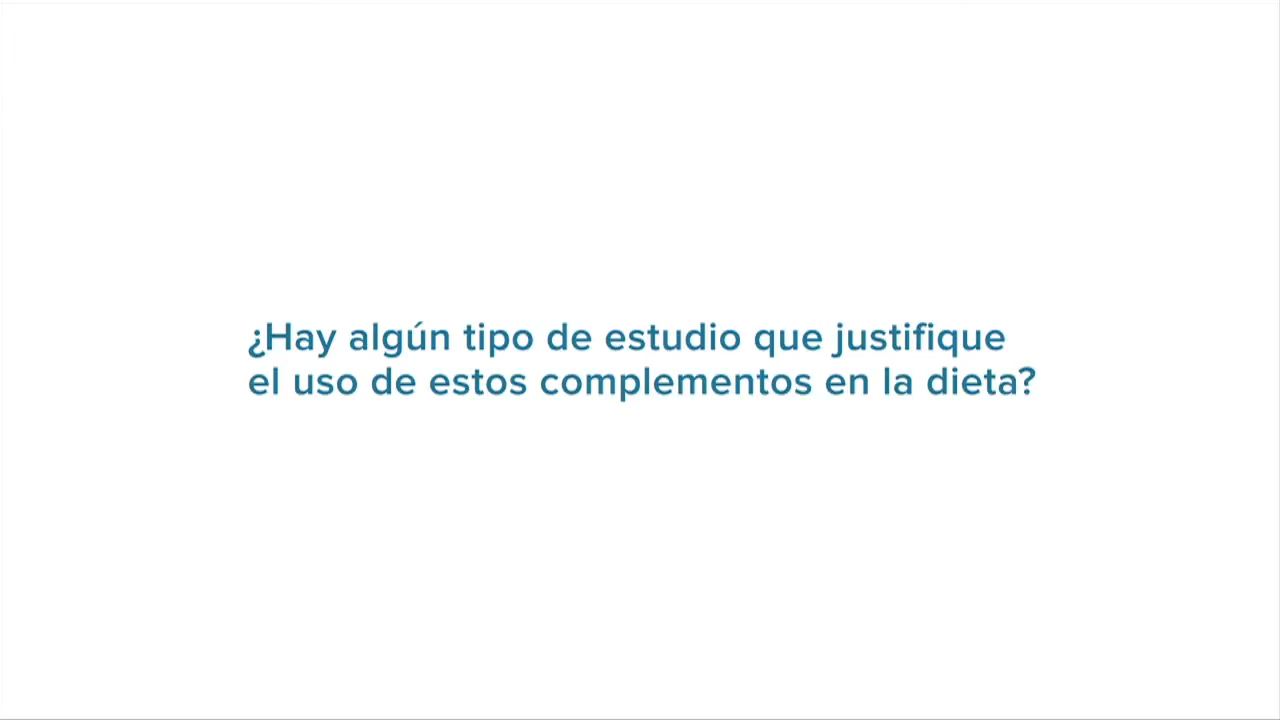 ¿Hay algún tipo de estudio que justifique
el uso de estos complementos en la dieta?